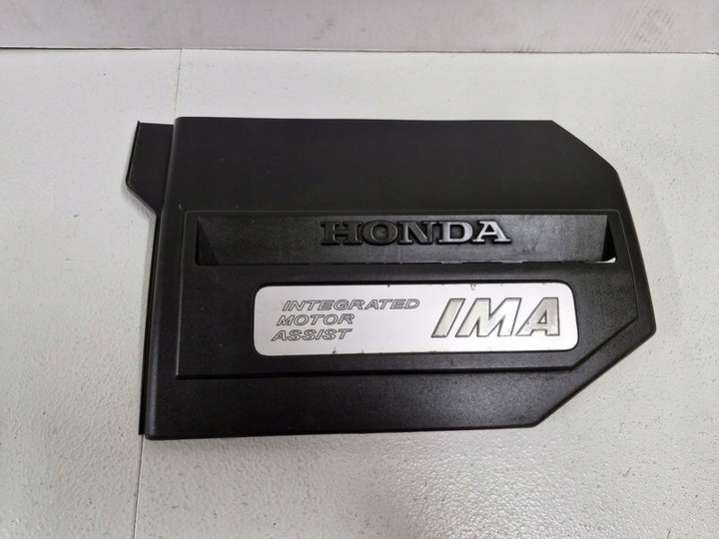 HONDA
INTEGRATED
MOTOR
ASSIST
IMA